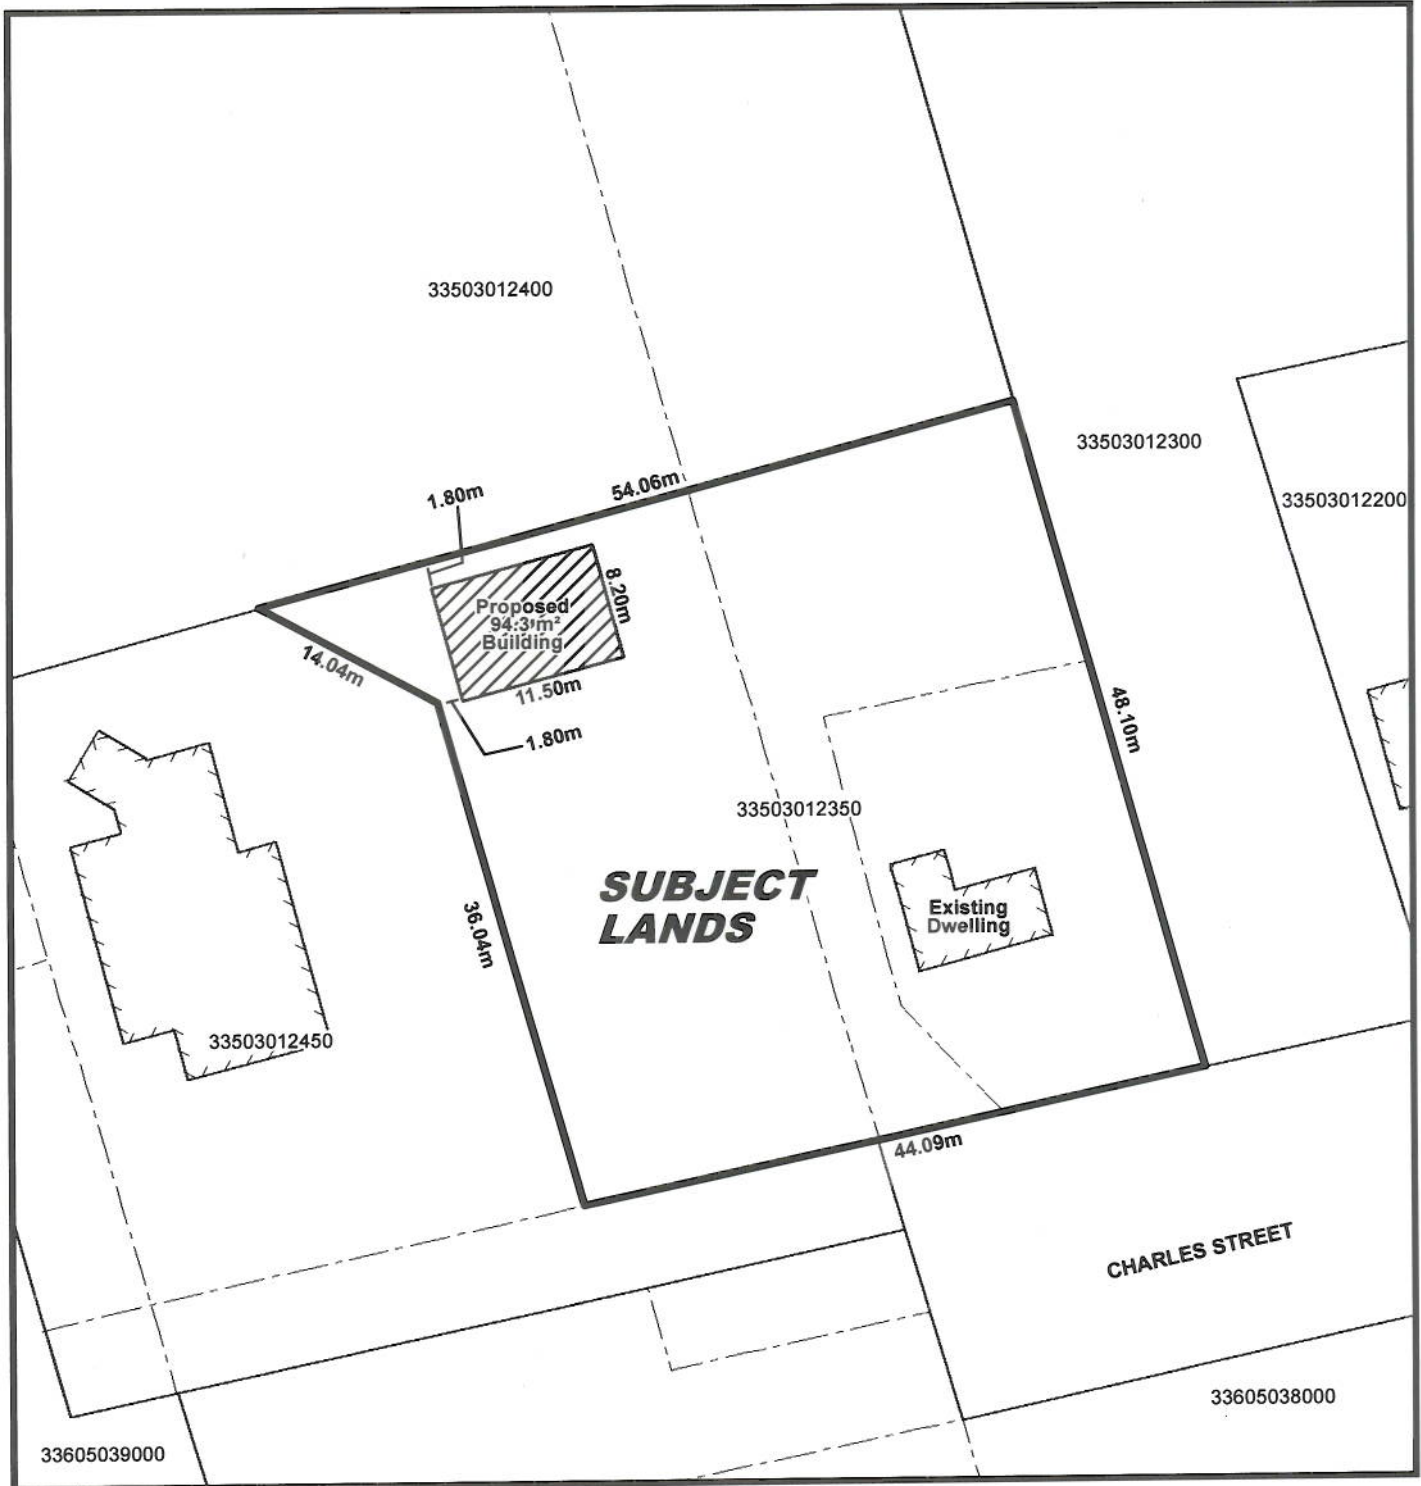 33503012400
33503012300
1.80m
54.06m
33503012200
8.20m
Proposed
94.3m²
Building
14.04m
11.50m
48.10m
1.80m
33503012350
SUBJECT
LANDS
Existing
Dwelling
36.04m
33503012450
44.09m
CHARLES STREET
33605038000
33605039000